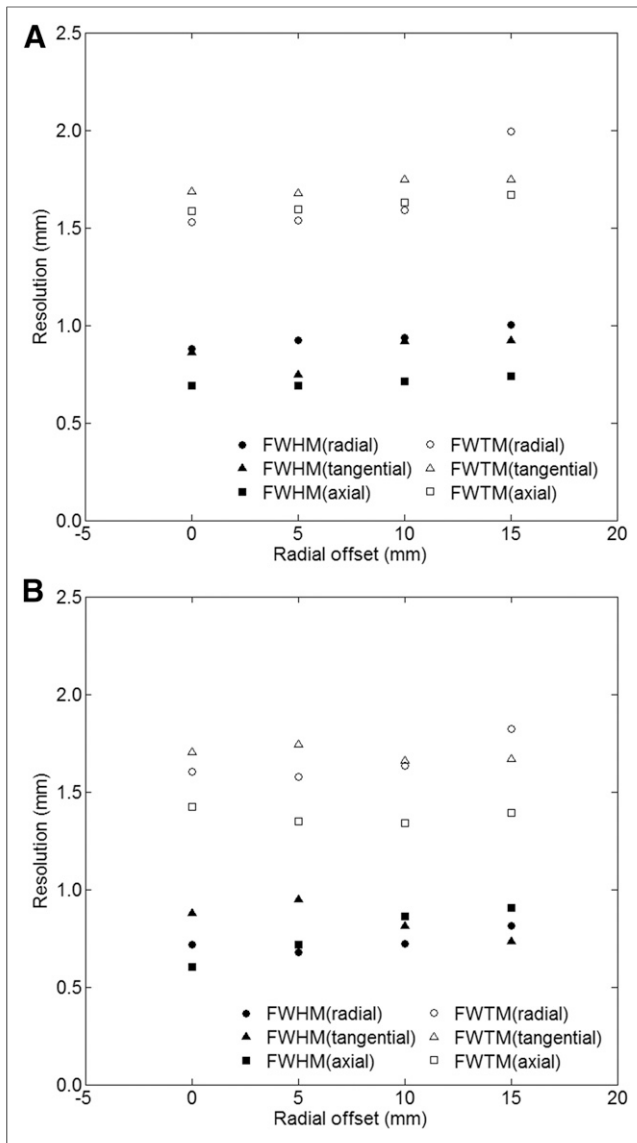 A
2.5
2.0
1.5
1.0
0.5
0.0
Resolution (mm)
FWHM(radial) FWTM(radial)
FWHM(tangential) FWTM(tangential)
FWHM(axial) FWTM(axial)
-5 0 5 10 15 20
Radial offset (mm)
B
2.5
2.0
1.5
1.0
0.5
0.0
Resolution (mm)
FWHM(radial) FWTM(radial)
FWHM(tangential) FWTM(tangential)
FWHM(axial) FWTM(axial)
-5 0 5 10 15 20
Radial offset (mm)